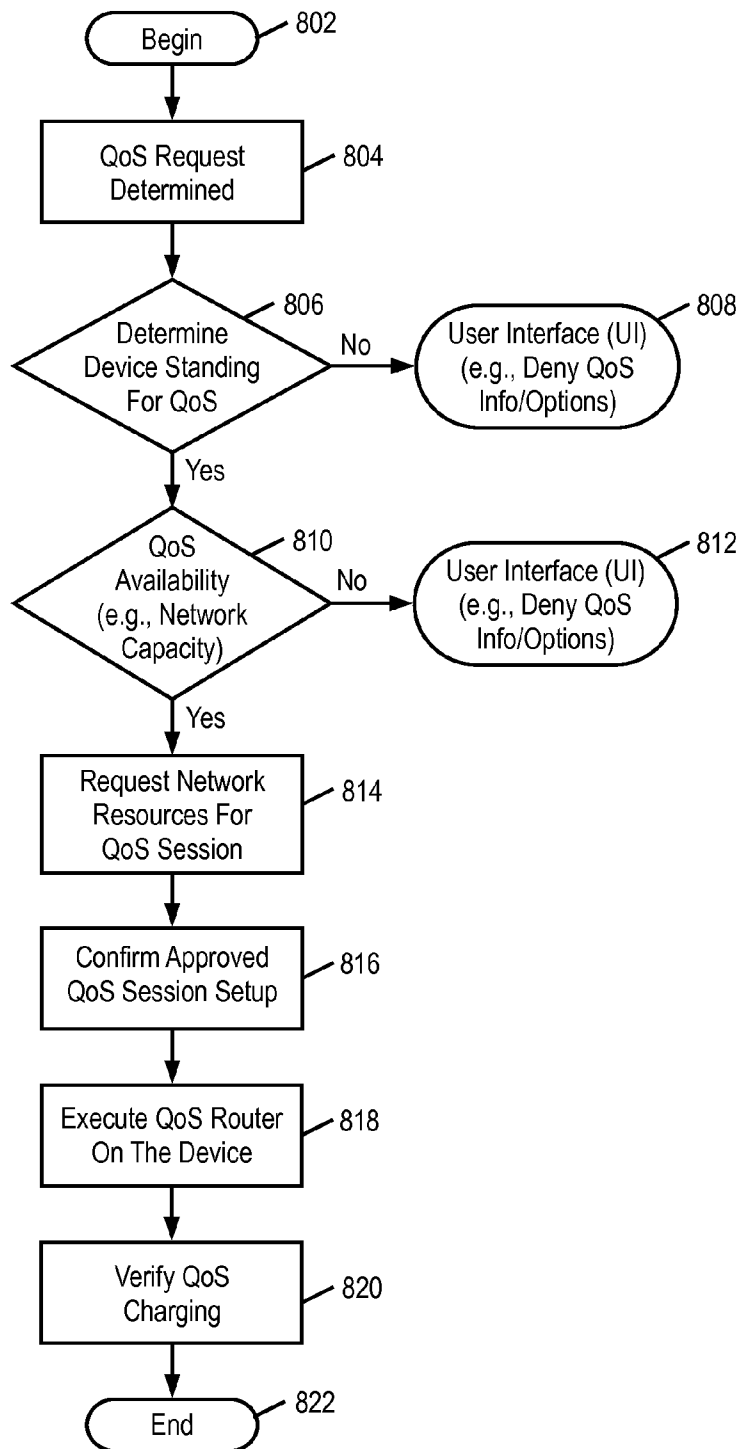 Begin
802
QoS Request
Determined
804
806
Determine
Device Standing
For QoS
No
808
User Interface (UI)
(e.g., Deny QoS
Info/Options)
Yes
810
QoS
Availability
(e.g., Network
Capacity)
No
812
User Interface (UI)
(e.g., Deny QoS
Info/Options)
Yes
Request Network
Resources For
QoS Session
814
Confirm Approved
QoS Session Setup
816
Execute QoS Router
On The Device
818
Verify QoS
Charging
820
End
822